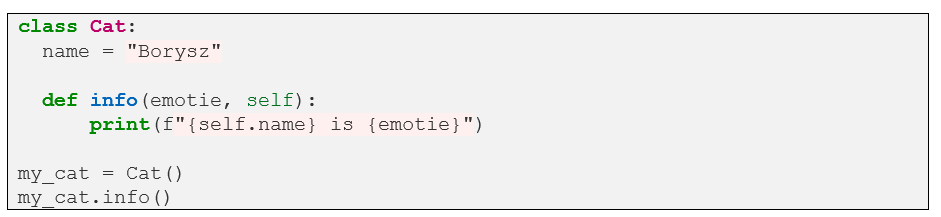 class Cat:
  name = "Borysz"

  def info(emotie, self):
      print(f"{self.name} is {emotie}")

my_cat = Cat()
my_cat.info()